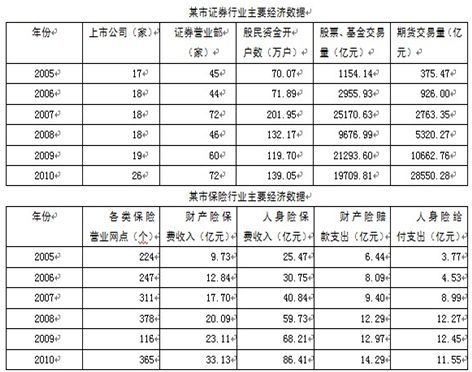 某市证券行业主要经济数据
年份 上市公司（家） 证券营业部（家） 股民资金开户数（万户） 股票、基金交易量（亿元） 期货交易量（亿元）
2005 17 45 70.07 1154.14 375.47
2006 18 44 71.89 2955.93 926.00
2007 18 72 201.95 25170.63 2763.35
2008 18 46 132.17 9676.99 5320.27
2009 19 60 119.70 21293.60 10662.76
2010 26 72 139.05 19709.81 28550.28
某市保险行业主要经济数据
年份 各类保险营业网点（个） 财产险保费收入（亿元） 人身险保费收入（亿元） 财产险赔款支出（亿元） 人身险给付支出（亿元）
2005 224 9.73 25.47 6.44 3.77
2006 247 12.84 30.75 8.09 4.53
2007 311 17.70 40.84 9.40 8.99
2008 378 20.09 59.73 12.29 12.27
2009 116 23.11 68.21 12.97 12.45
2010 365 33.13 86.41 14.29 11.55